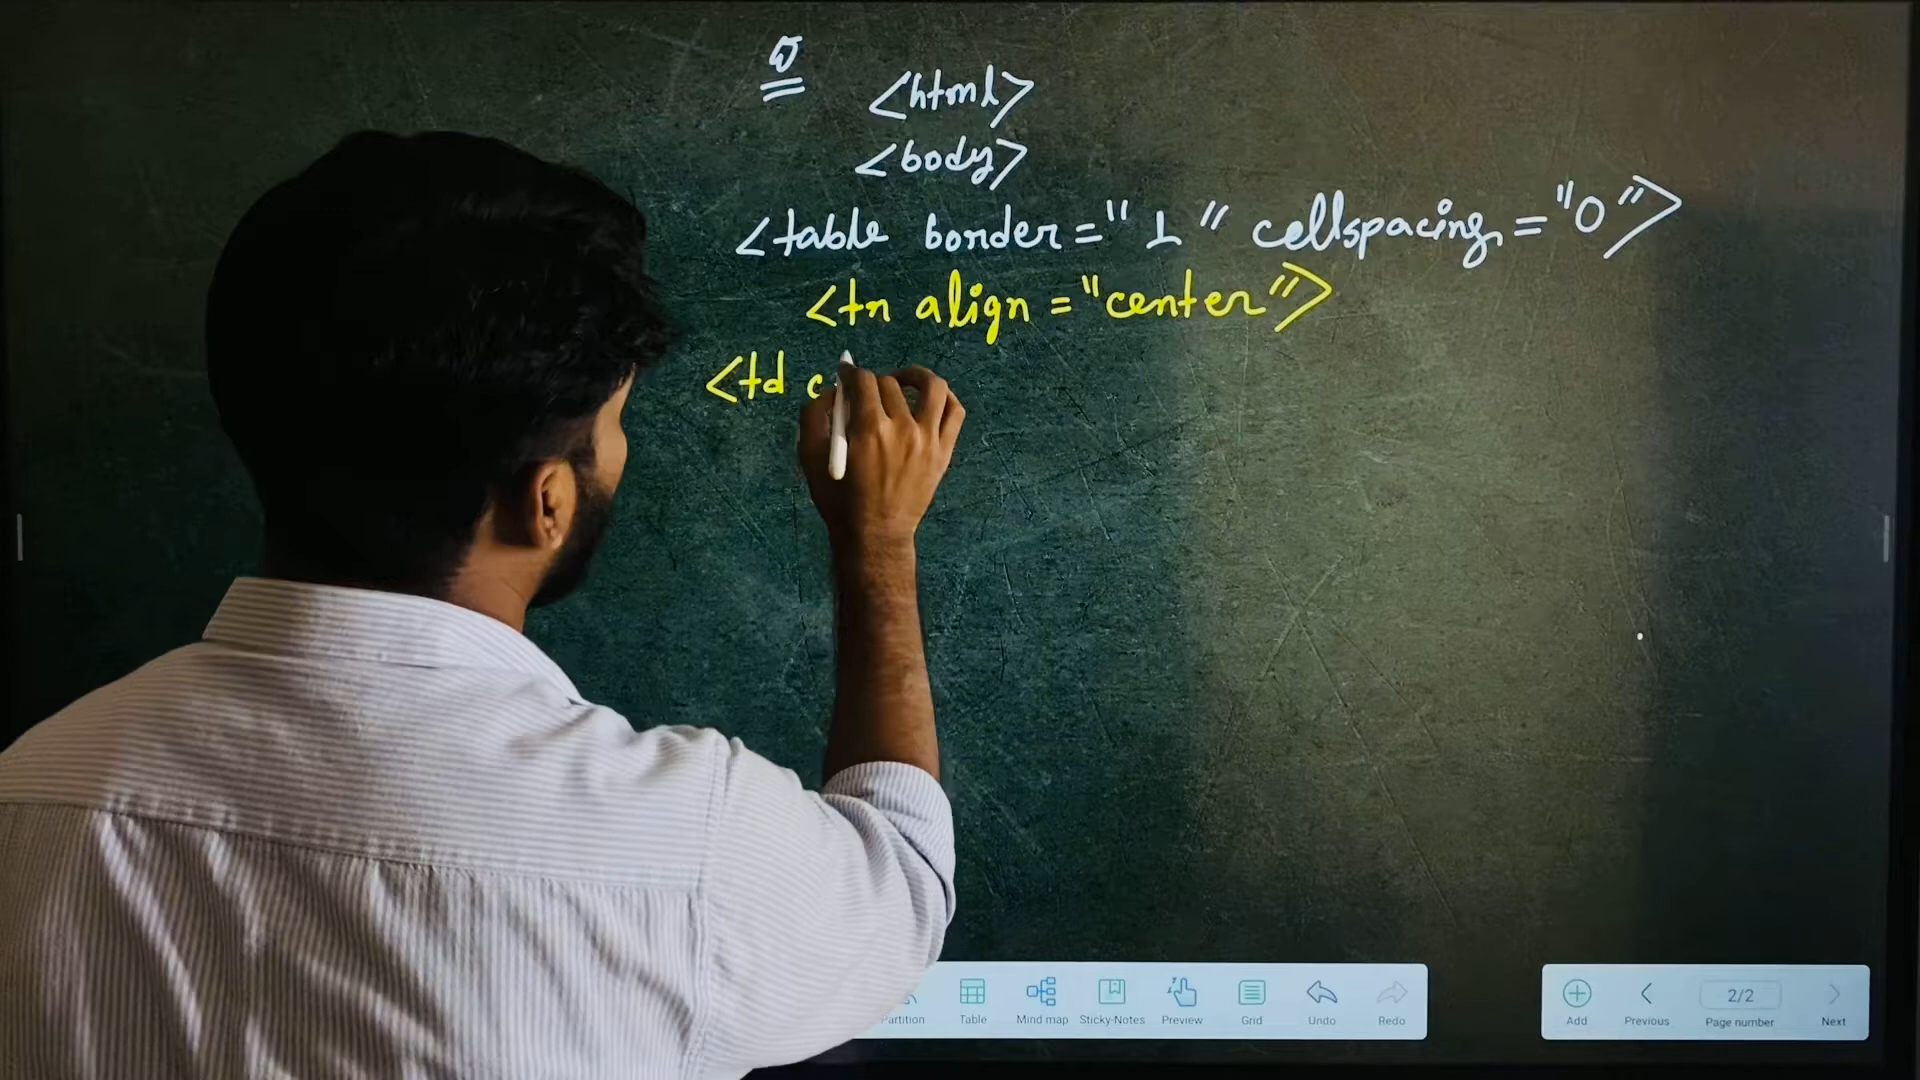 <html>
<body>
<table border="1" cellspacing="0">
<tr align="center">
<td c
Partition Table Mind map Sticky-Notes Preview Grid Undo Redo
Add Previous 2/2 Page number Next